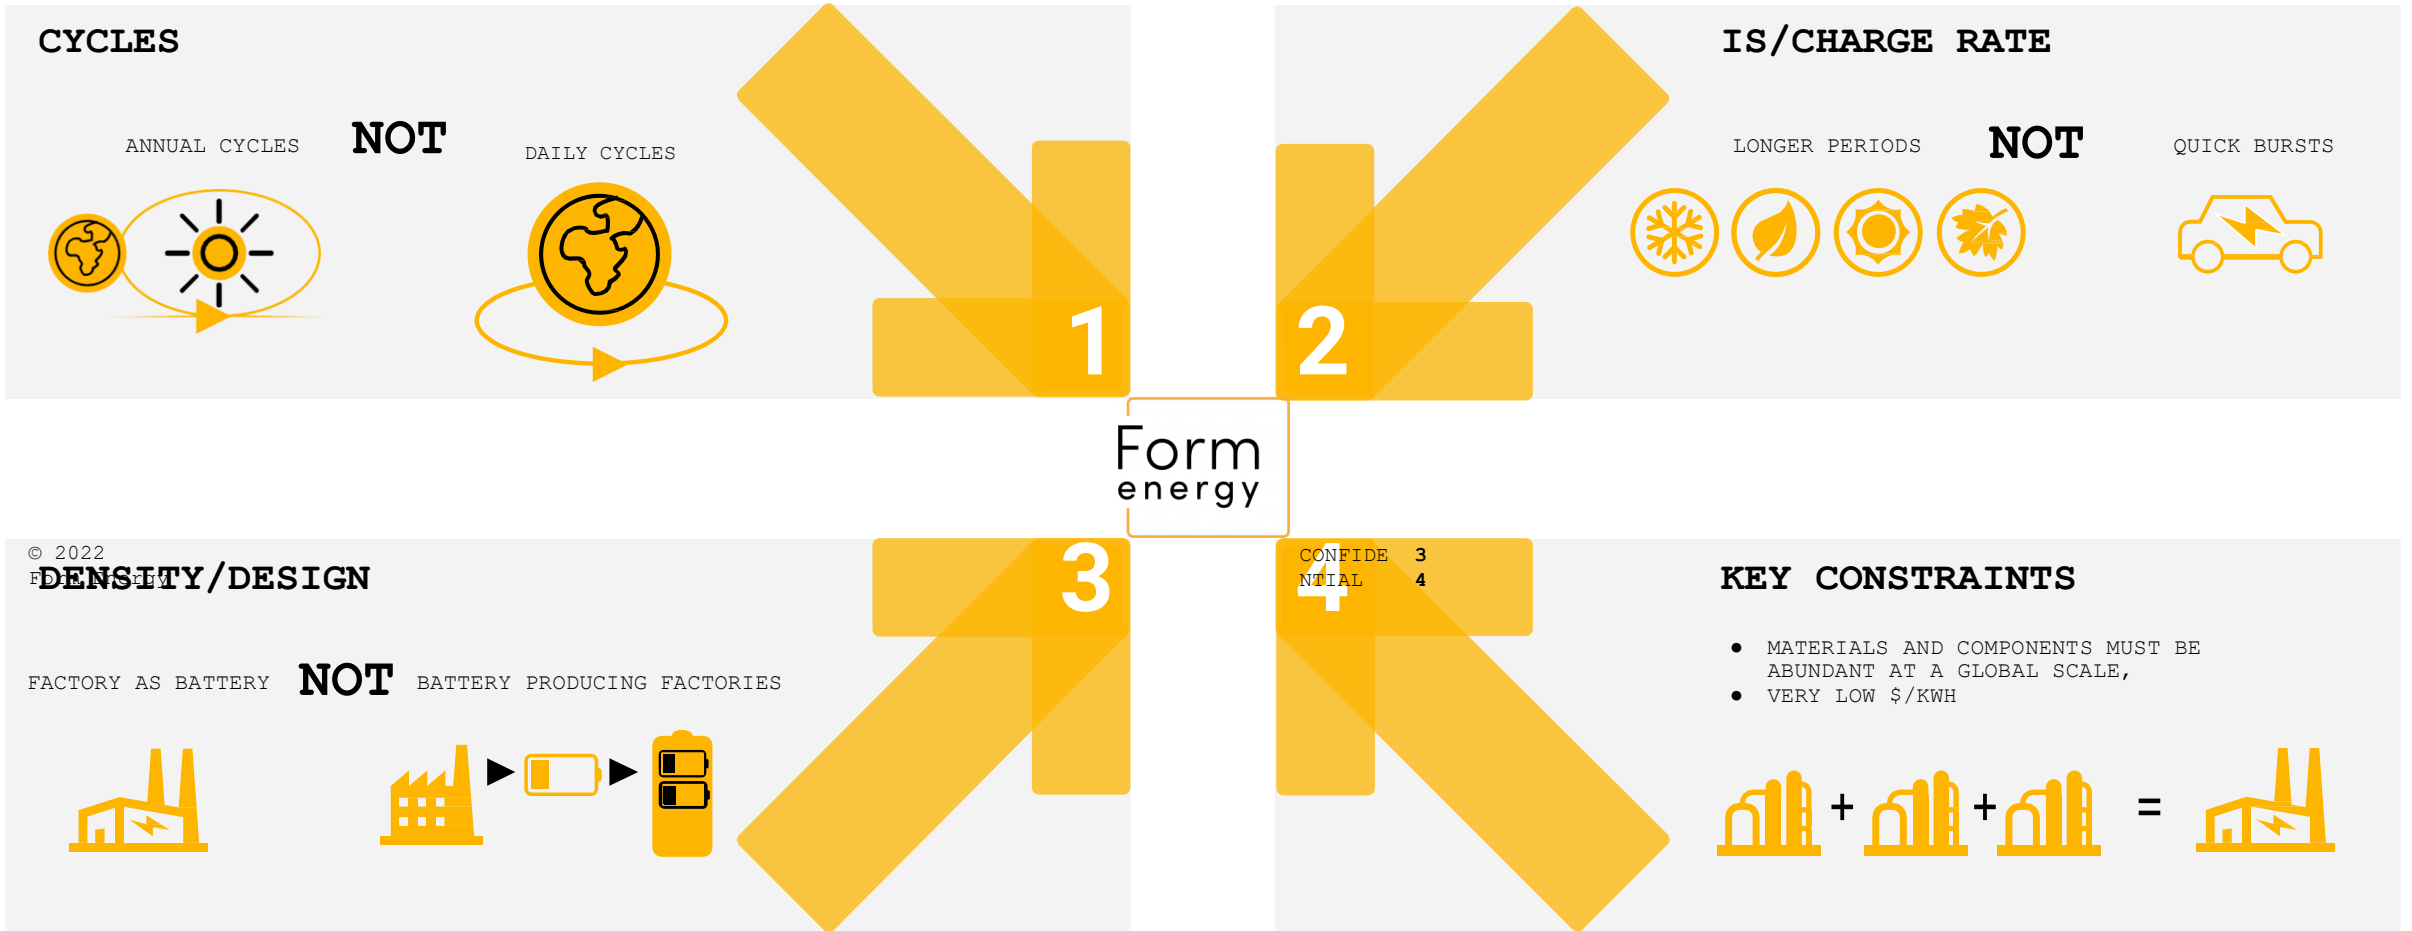 CYCLES
ANNUAL CYCLES
NOT
DAILY CYCLES
1
IS/CHARGE RATE
LONGER PERIODS
NOT
QUICK BURSTS
2
Form
energy
© 2022
Form Energy
DENSITY/DESIGN
FACTORY AS BATTERY
NOT
BATTERY PRODUCING FACTORIES
3
4
CONFIDE 3
NTIAL 4
KEY CONSTRAINTS
● MATERIALS AND COMPONENTS MUST BE
ABUNDANT AT A GLOBAL SCALE,
● VERY LOW $/KWH
+ + =